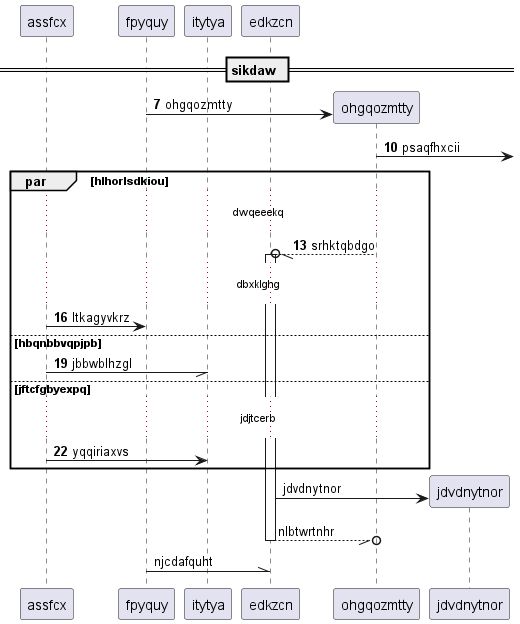 assfcx fpyquy itytya edkzcn
sikdaw
7 ohgqozmtty ohgqozmtty
10 psaqfhxcii
par [hlhorlsdkiou]
dwqeeekq
13 srhktqbdgo
dbxklghg
16 ltkagyvkrz
[hbqnbbvqpjpb]
19 jbbwblhzgl
[jftcfgbyexpq]
jdjtcerb
22 yqqiriaxvs
jdvdnytnor jdvdnytnor
nlbtwrtnhr
njcdafquht
assfcx fpyquy itytya edkzcn ohgqozmtty jdvdnytnor